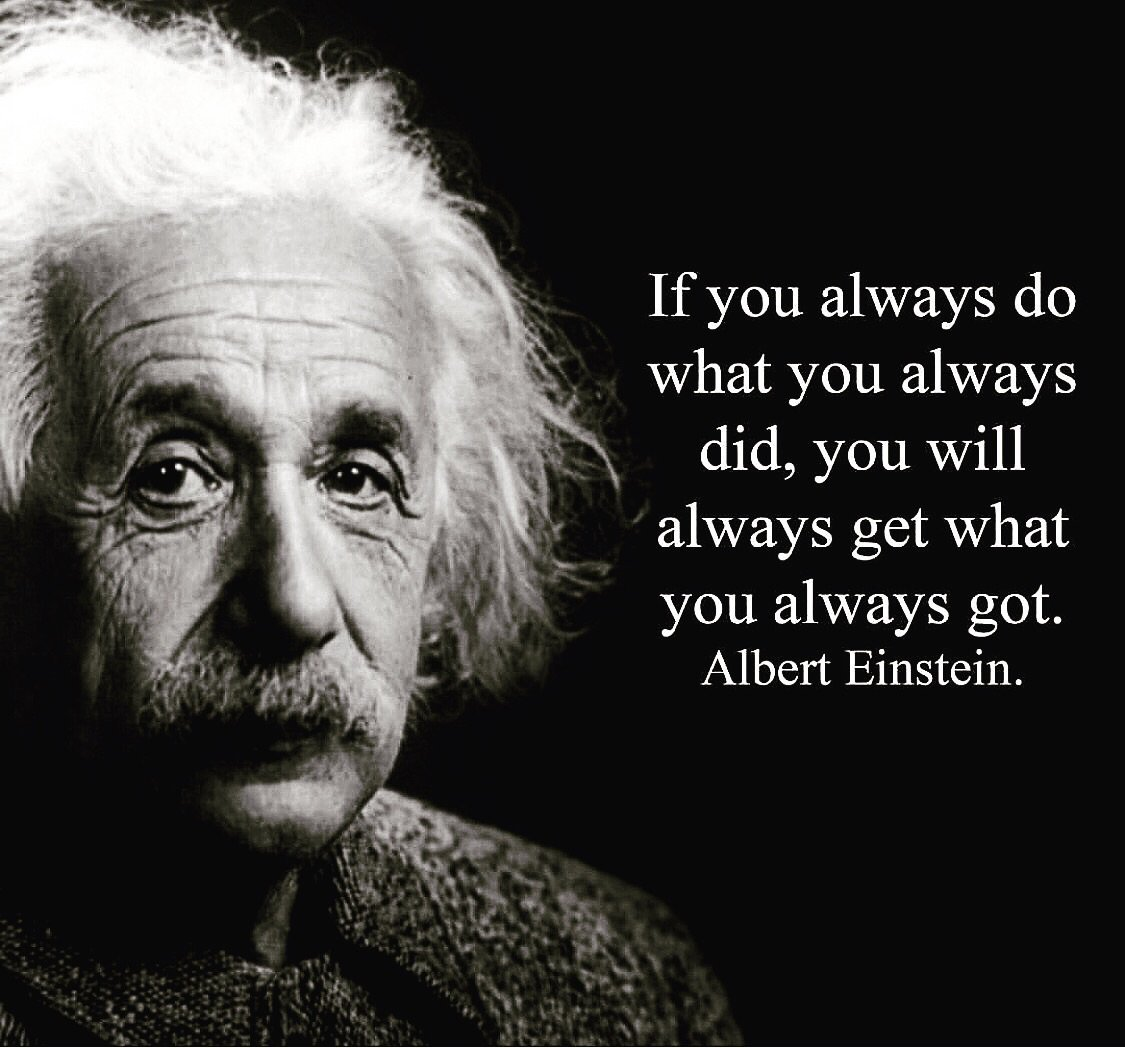 If you always do
what you always
did, you will
always get what
you always got.
Albert Einstein.